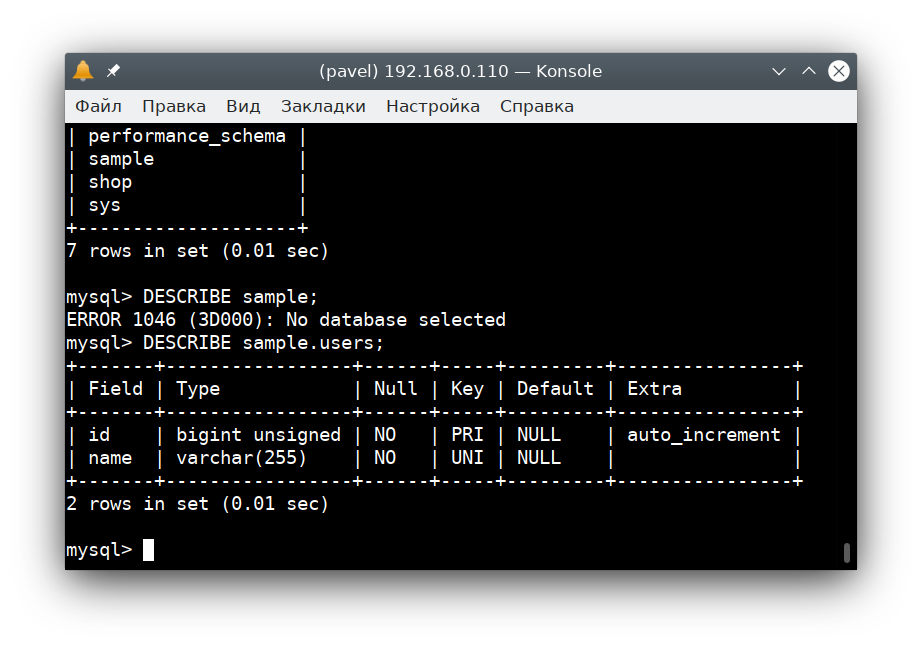 (pavel) 192.168.0.110 — Konsole
Файл Правка Вид Закладки Настройка Справка
| performance_schema |
| sample             |
| shop               |
| sys                |
+--------------------+
7 rows in set (0.01 sec)

mysql> DESCRIBE sample;
ERROR 1046 (3D000): No database selected
mysql> DESCRIBE sample.users;
+-------+-----------------+------+-----+---------+----------------+
| Field | Type            | Null | Key | Default | Extra          |
+-------+-----------------+------+-----+---------+----------------+
| id    | bigint unsigned | NO   | PRI | NULL    | auto_increment |
| name  | varchar(255)    | NO   | UNI | NULL    |                |
+-------+-----------------+------+-----+---------+----------------+
2 rows in set (0.01 sec)

mysql>